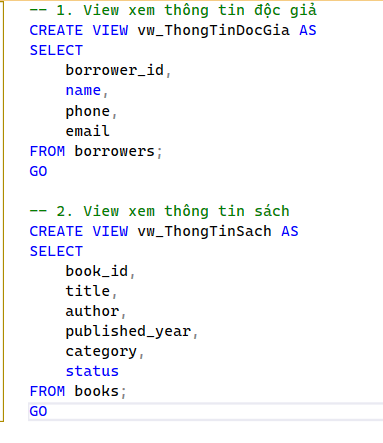 -- 1. View xem thông tin độc giả
CREATE VIEW vw_ThongTinDocGia AS
SELECT
    borrower_id,
    name,
    phone,
    email
FROM borrowers;
GO

-- 2. View xem thông tin sách
CREATE VIEW vw_ThongTinSach AS
SELECT
    book_id,
    title,
    author,
    published_year,
    category,
    status
FROM books;
GO